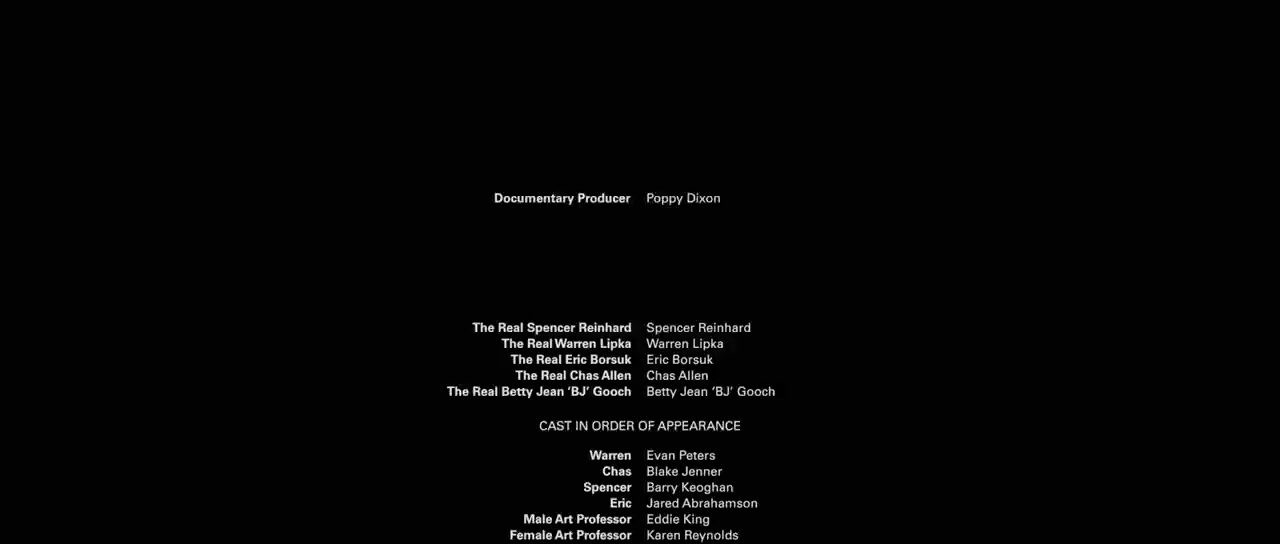 Documentary Producer Poppy Dixon
The Real Spencer Reinhard Spencer Reinhard
The Real Warren Lipka Warren Lipka
The Real Eric Borsuk Eric Borsuk
The Real Chas Allen Chas Allen
The Real Betty Jean ‘BJ’ Gooch Betty Jean ‘BJ’ Gooch
CAST IN ORDER OF APPEARANCE
Warren Evan Peters
Chas Blake Jenner
Spencer Barry Keoghan
Eric Jared Abrahamson
Male Art Professor Eddie King
Female Art Professor Karen Reynolds